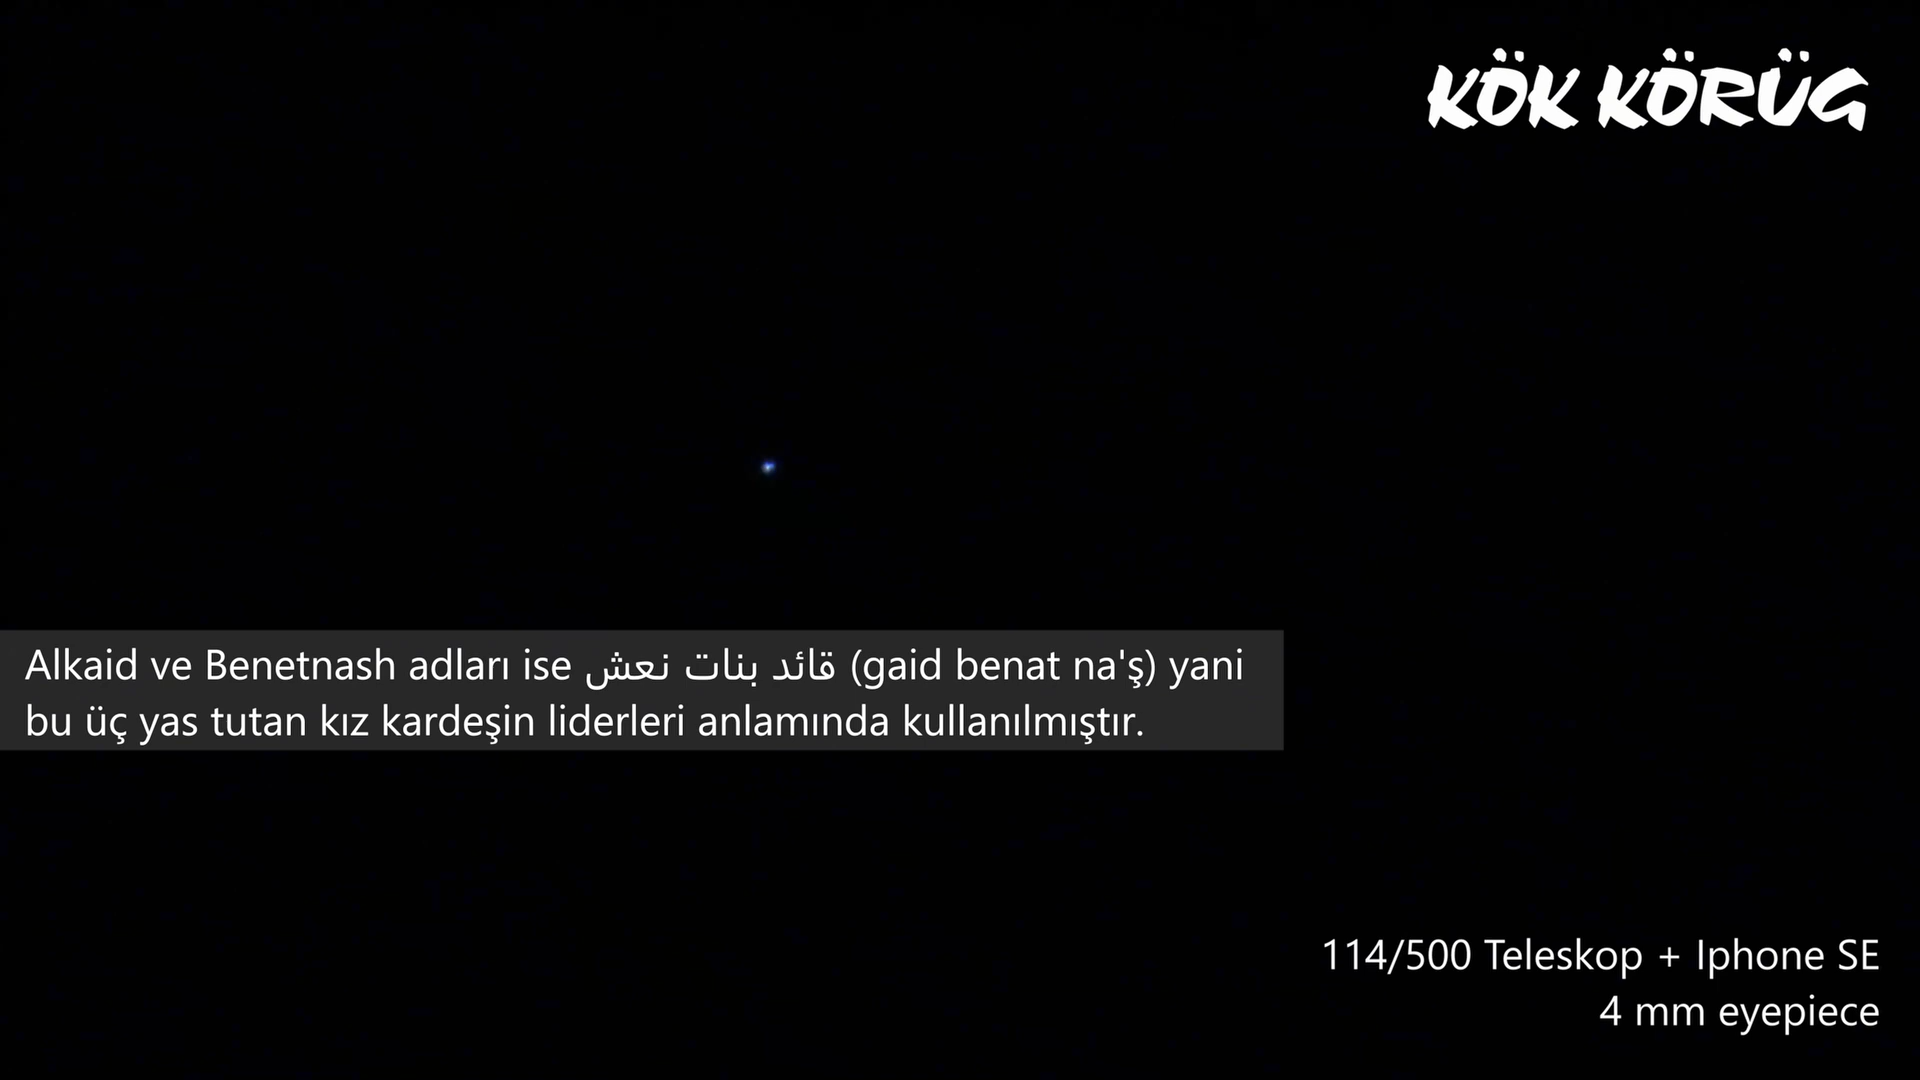 KÖK KÖRÜG
Alkaid ve Benetnash adları ise قائد بنات نعش (gaid benat na'ş) yani
bu üç yas tutan kız kardeşin liderleri anlamında kullanılmıştır.
114/500 Teleskop + Iphone SE
4 mm eyepiece